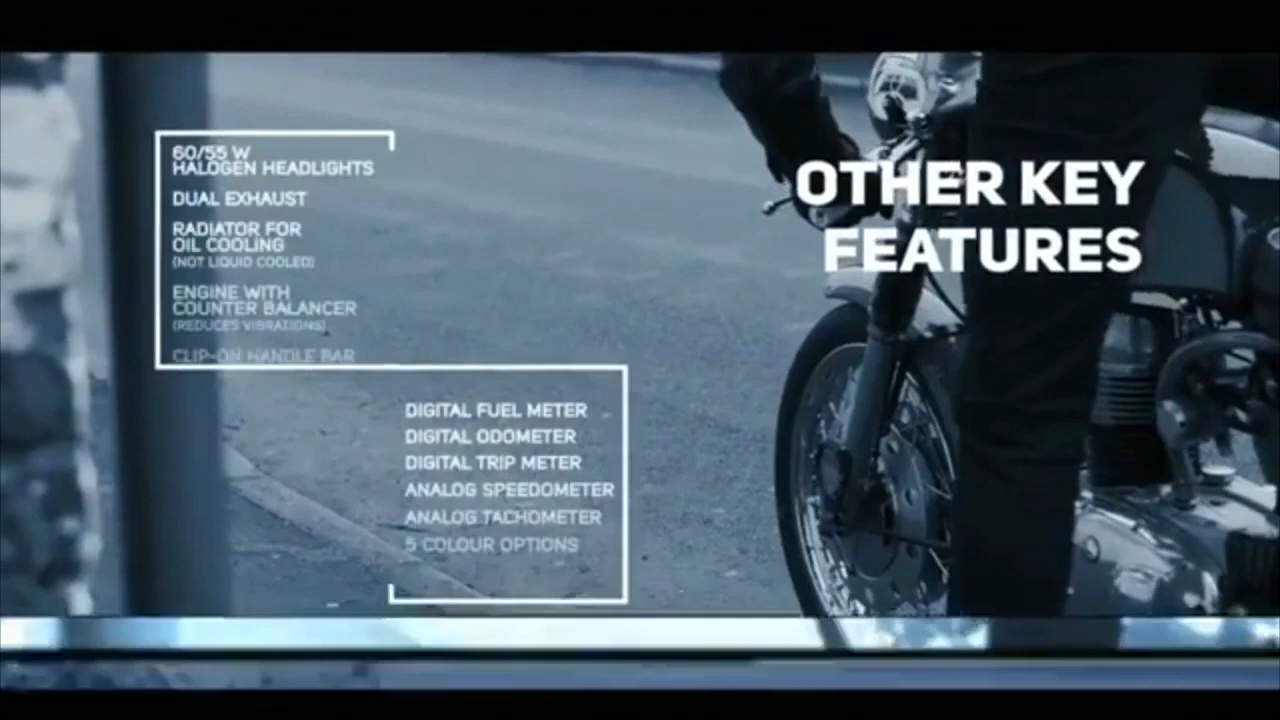 OTHER KEY
FEATURES
60/55 W
HALOGEN HEADLIGHTS
DUAL EXHAUST
RADIATOR FOR
OIL COOLING
(NOT LIQUID COOLED)
ENGINE WITH
COUNTER BALANCER
(REDUCES VIBRATIONS)
CLIP-ON HANDLE BAR
DIGITAL FUEL METER
DIGITAL ODOMETER
DIGITAL TRIP METER
ANALOG SPEEDOMETER
ANALOG TACHOMETER
5 COLOUR OPTIONS